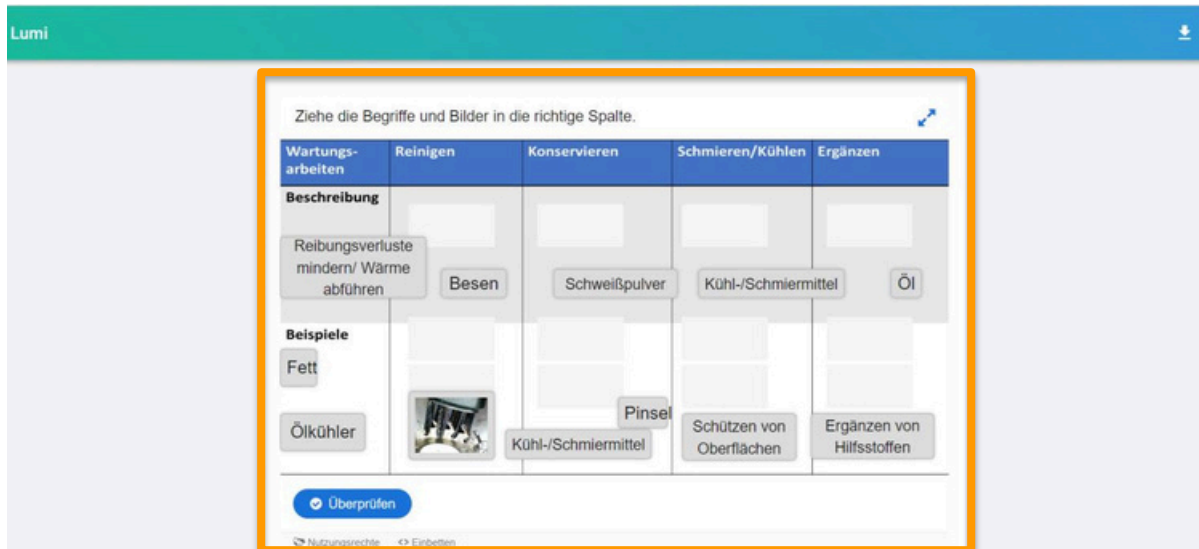 Lumi
Ziehe die Begriffe und Bilder in die richtige Spalte.
Wartungs-
arbeiten
Reinigen
Konservieren
Schmieren/Kühlen
Ergänzen
Beschreibung
Reibungsverluste
mindern/ Wärme
abführen
Besen
Schweißpulver
Kühl-/Schmiermittel
Öl
Beispiele
Fett
Ölkühler
Pinsel
Kühl-/Schmiermittel
Schützen von
Oberflächen
Ergänzen von
Hilfsstoffen
Überprüfen
Nutzungsrechte
<> Einbetten